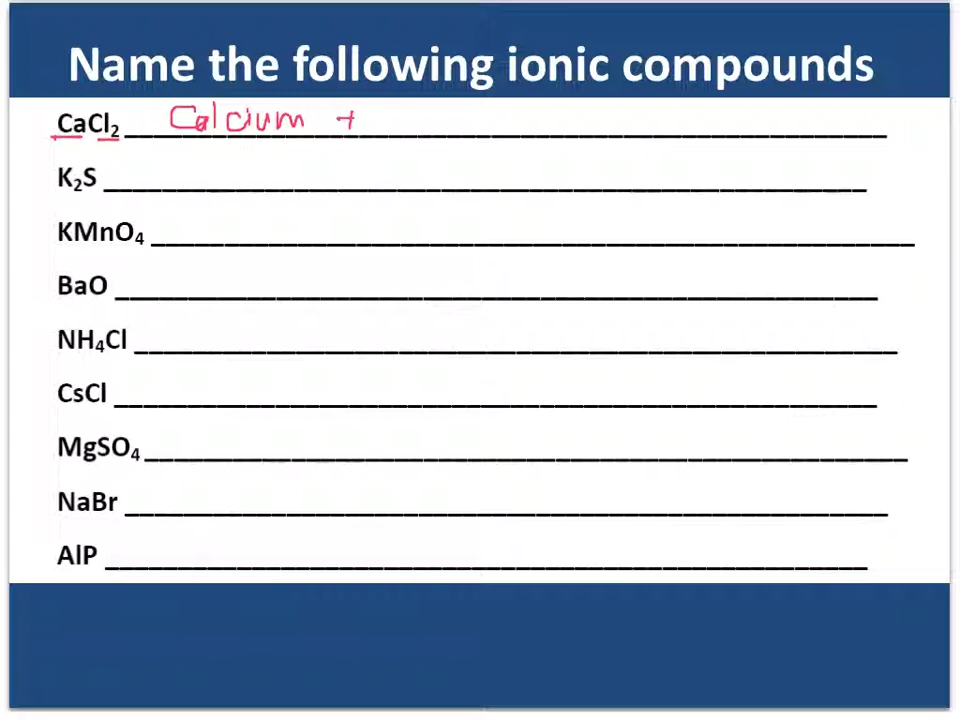 Name the following ionic compounds
CaCl₂ Calcium +
K₂S
KMnO₄
BaO
NH₄Cl
CsCl
MgSO₄
NaBr
AlP